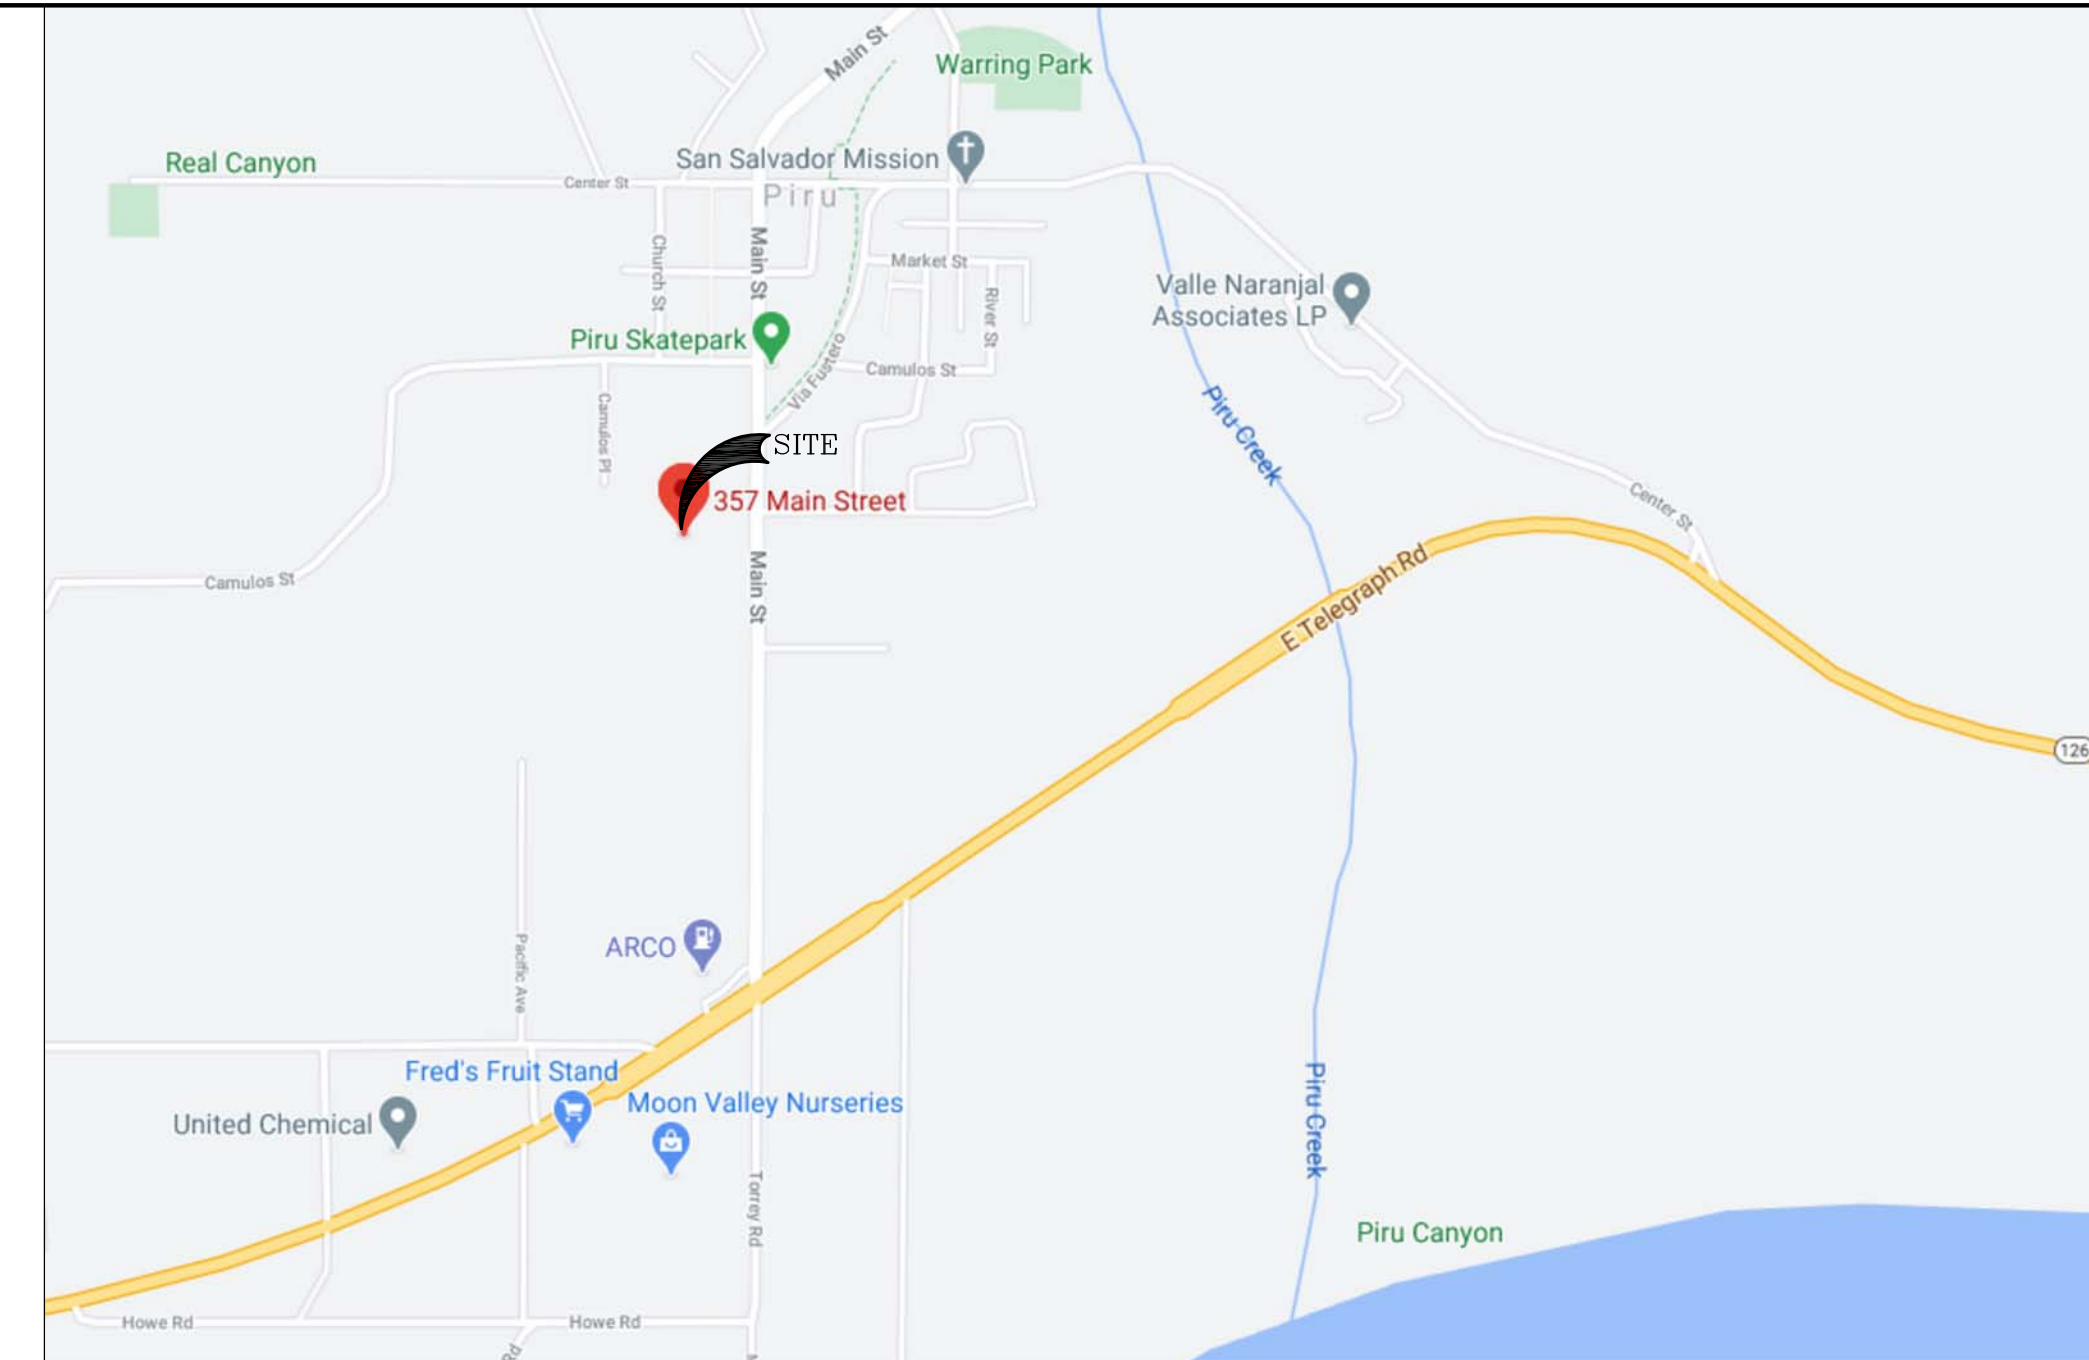 Main St
Warring Park
San Salvador Mission
Real Canyon
Center St
Piru
Church St
Main St
Market St
River St
Valle Naranjal
Associates LP
Piru Skatepark
Via Fustero
Camulos St
Camulos Pl
Piru Creek
SITE
357 Main Street
Center St
Camulos St
Main St
E Telegraph Rd
126
ARCO
Pacific Ave
Fred's Fruit Stand
Moon Valley Nurseries
United Chemical
Piru Creek
Torrey Rd
Piru Canyon
Howe Rd
Howe Rd
Rd